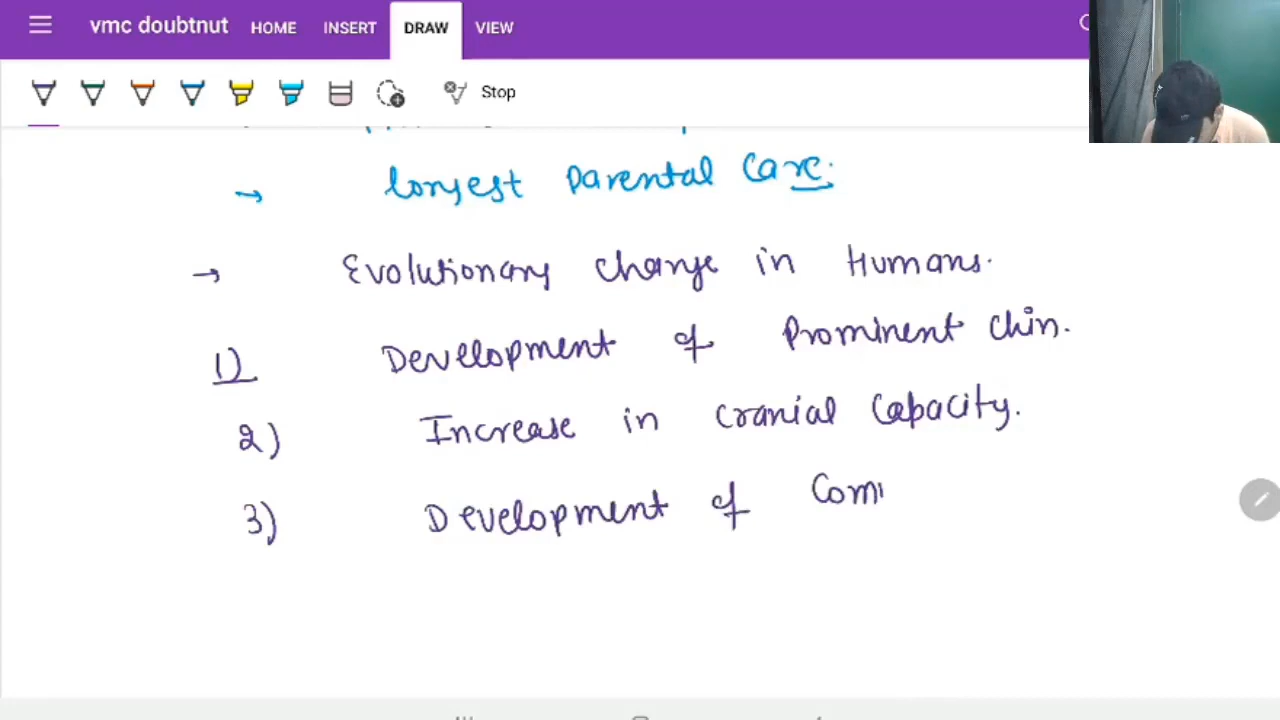 vmc doubtnut HOME INSERT DRAW VIEW
Stop
→ longest Parental Care.
→ Evolutionary change in Humans.
1) Development of Prominent Chin.
2) Increase in Cranial Capacity.
3) Development of Com